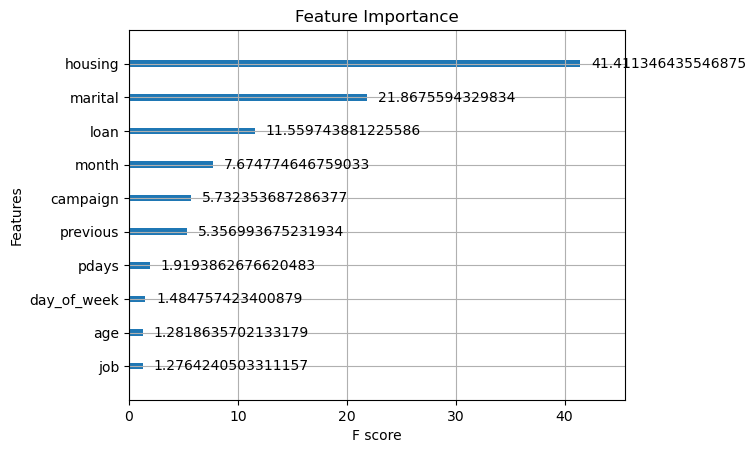 Feature Importance
housing 41.411346435546875
marital 21.8675594329834
loan 11.559743881225586
month 7.674774646759033
campaign 5.732353687286377
previous 5.356993675231934
pdays 1.9193862676620483
day_of_week 1.484757423400879
age 1.2818635702133179
job 1.2764240503311157
Features
0 10 20 30 40
F score